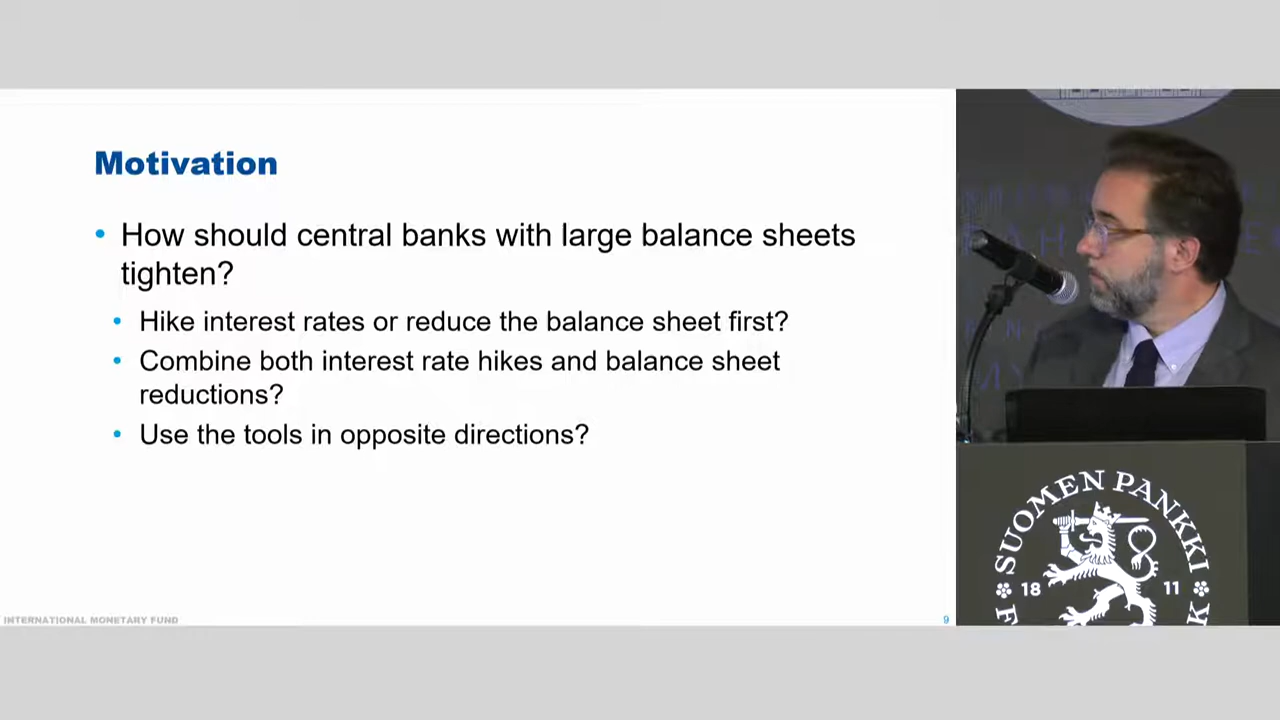 Motivation
• How should central banks with large balance sheets
tighten?
• Hike interest rates or reduce the balance sheet first?
• Combine both interest rate hikes and balance sheet
reductions?
• Use the tools in opposite directions?
INTERNATIONAL MONETARY FUND
9
SUOMEN PANKKI
18 11